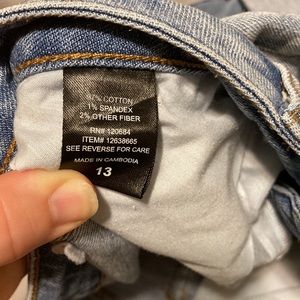 97% COTTON
1% SPANDEX
2% OTHER FIBER
RN# 120684
ITEM# 12638665
SEE REVERSE FOR CARE
MADE IN CAMBODIA
13